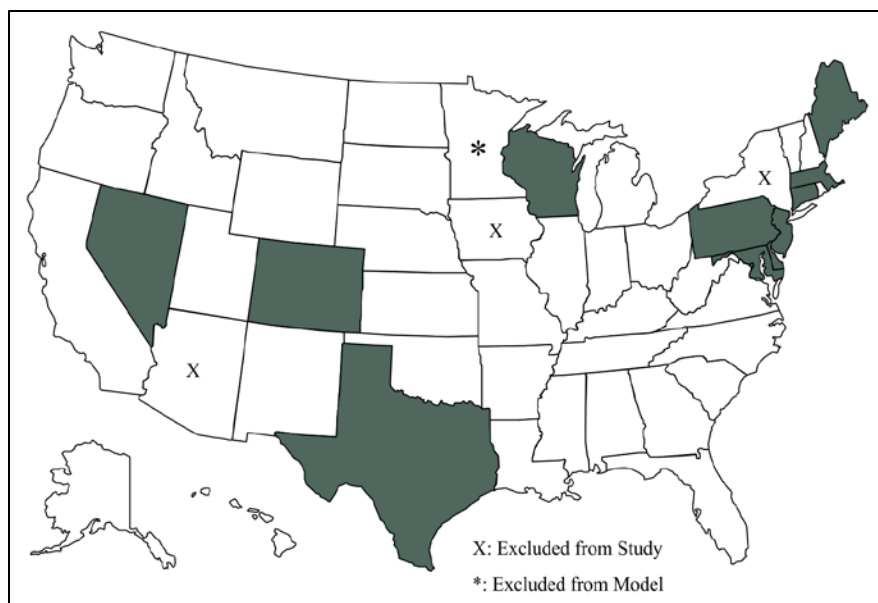 *
X
X
X
X: Excluded from Study
*: Excluded from Model